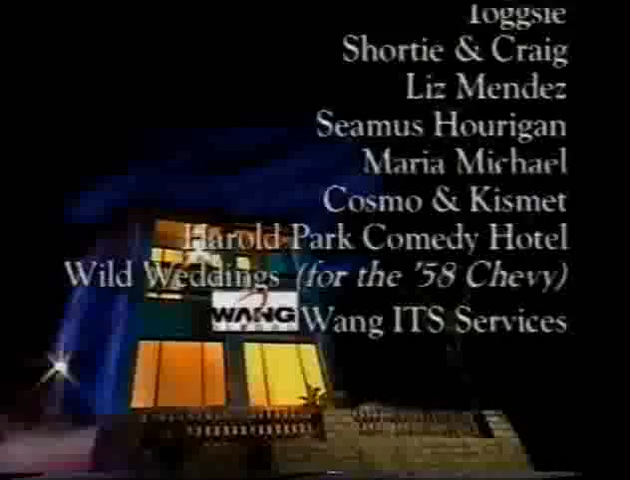 Toggsie
Shortie & Craig
Liz Mendez
Seamus Hourigan
Maria Michael
Cosmo & Kismet
Harold Park Comedy Hotel
Wild Weddings (for the '58 Chevy)
WANG Wang ITS Services